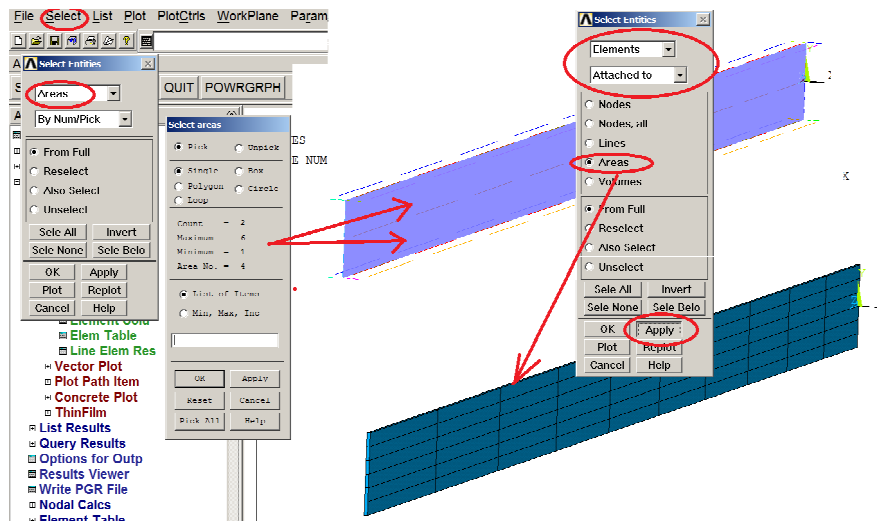 File Select List Plot PlotCtrls WorkPlane Param
A
S
QUIT POWRGRPH
A
Select Entities
Areas
By Num/Pick
From Full
Reselect
Also Select
Unselect
Sele All Invert
Sele None Sele Belo
OK Apply
Plot Replot
Cancel Help
Select areas
Pick Unpick
Single Box
Polygon Circle
Loop
Count = 2
Maximum = 6
Minimum = 1
Area No. = 4
List of Items
Min, Max, Inc
OK Apply
Reset Cancel
Pick All Help
ES
E NUM
Select Entities
Elements
Attached to
Nodes
Nodes, all
Lines
Areas
Volumes
From Full
Reselect
Also Select
Unselect
Sele All Invert
Sele None Sele Belo
OK Apply
Plot Replot
Cancel Help
X
Elem Table
Line Elem Res
Vector Plot
Plot Path Item
Concrete Plot
ThinFilm
List Results
Query Results
Options for Outp
Results Viewer
Write PGR File
Nodal Calcs
Element Table